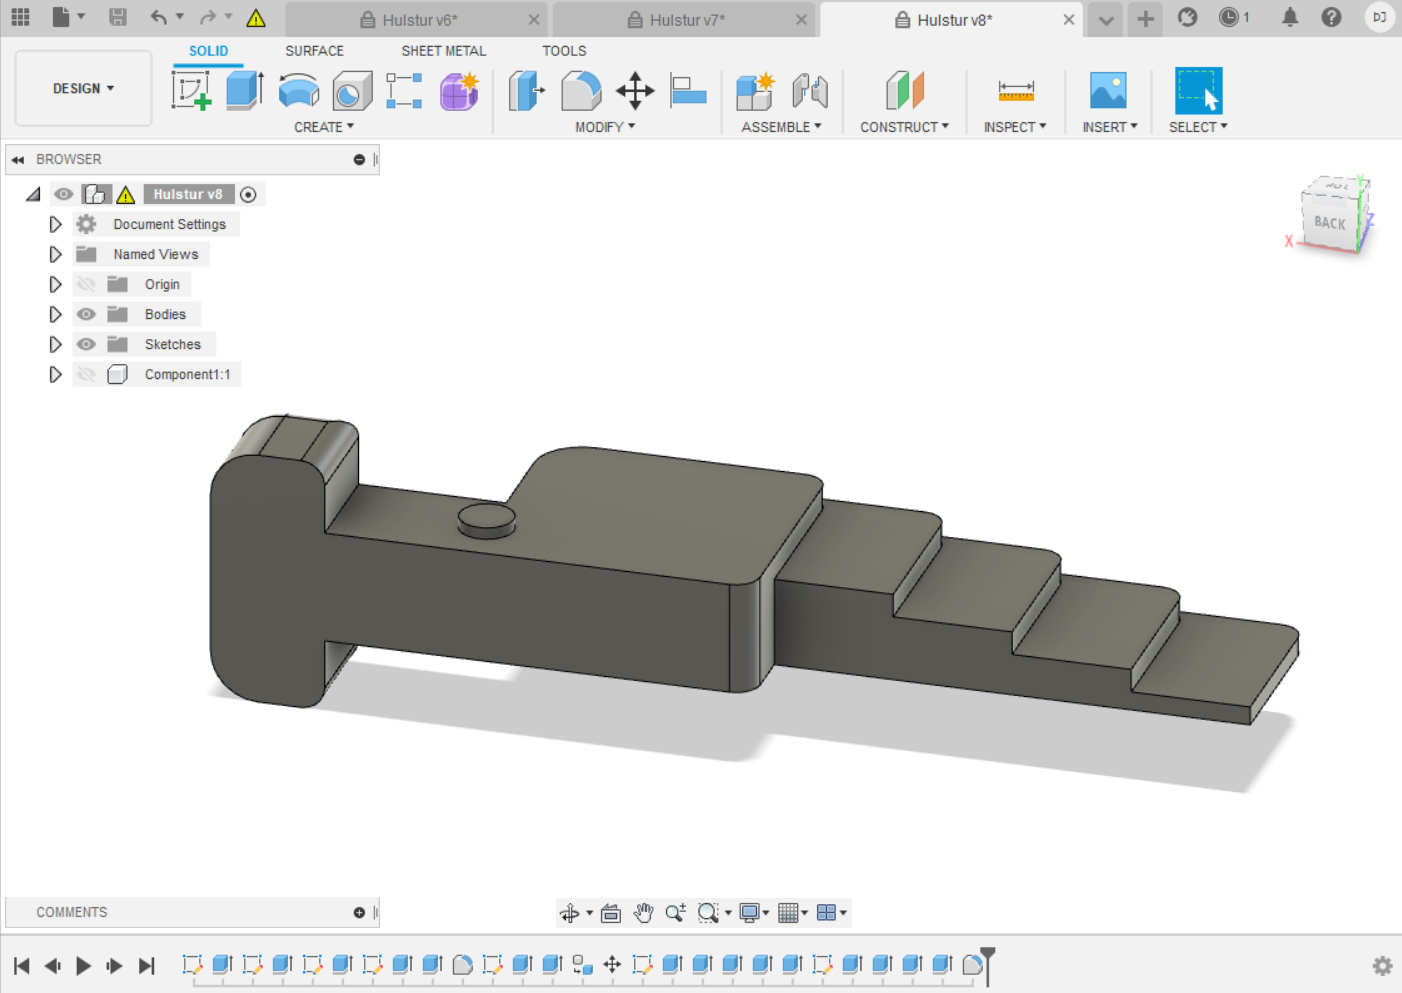 Hulstur v6*
Hulstur v7*
Hulstur v8*
1
DJ
DESIGN
SOLID
SURFACE
SHEET METAL
TOOLS
CREATE
MODIFY
ASSEMBLE
CONSTRUCT
INSPECT
INSERT
SELECT
BROWSER
Hulstur v8
Document Settings
Named Views
Origin
Bodies
Sketches
Component1:1
TOP
BACK
X
Y
Z
COMMENTS